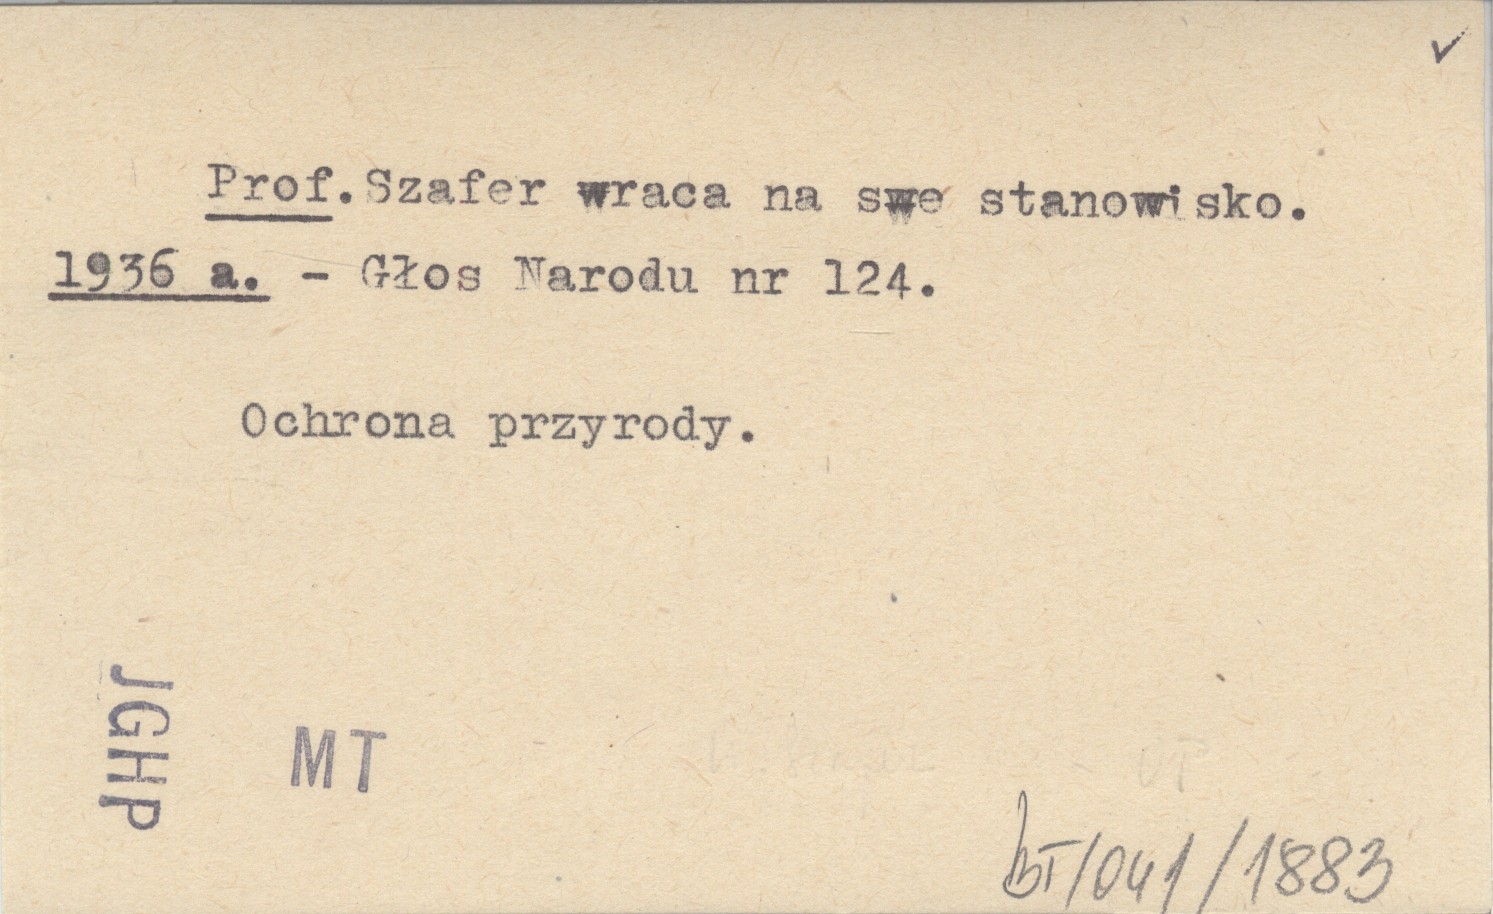 Prof.Szafer wraca na swe stanowisko.
1936 a. - Głos Narodu nr 124.
Ochrona przyrody.
JGHP
MT
BT/041/1883